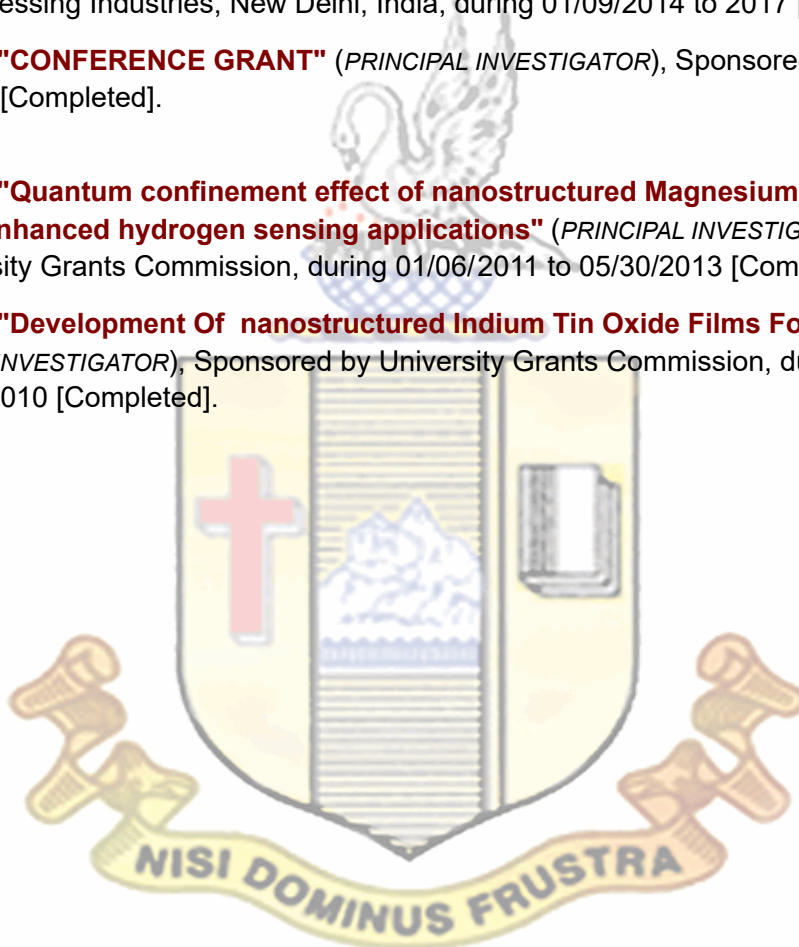 essing Industries, New Delhi, India, during 01/09/2014 to 2017 [
"CONFERENCE GRANT" (PRINCIPAL INVESTIGATOR), Sponsore
[Completed].
"Quantum confinement effect of nanostructured Magnesium
nhanced hydrogen sensing applications" (PRINCIPAL INVESTIG
sity Grants Commission, during 01/06/2011 to 05/30/2013 [Com
"Development Of nanostructured Indium Tin Oxide Films Fo
INVESTIGATOR), Sponsored by University Grants Commission, du
010 [Completed].
NISI DOMINUS FRUSTRA